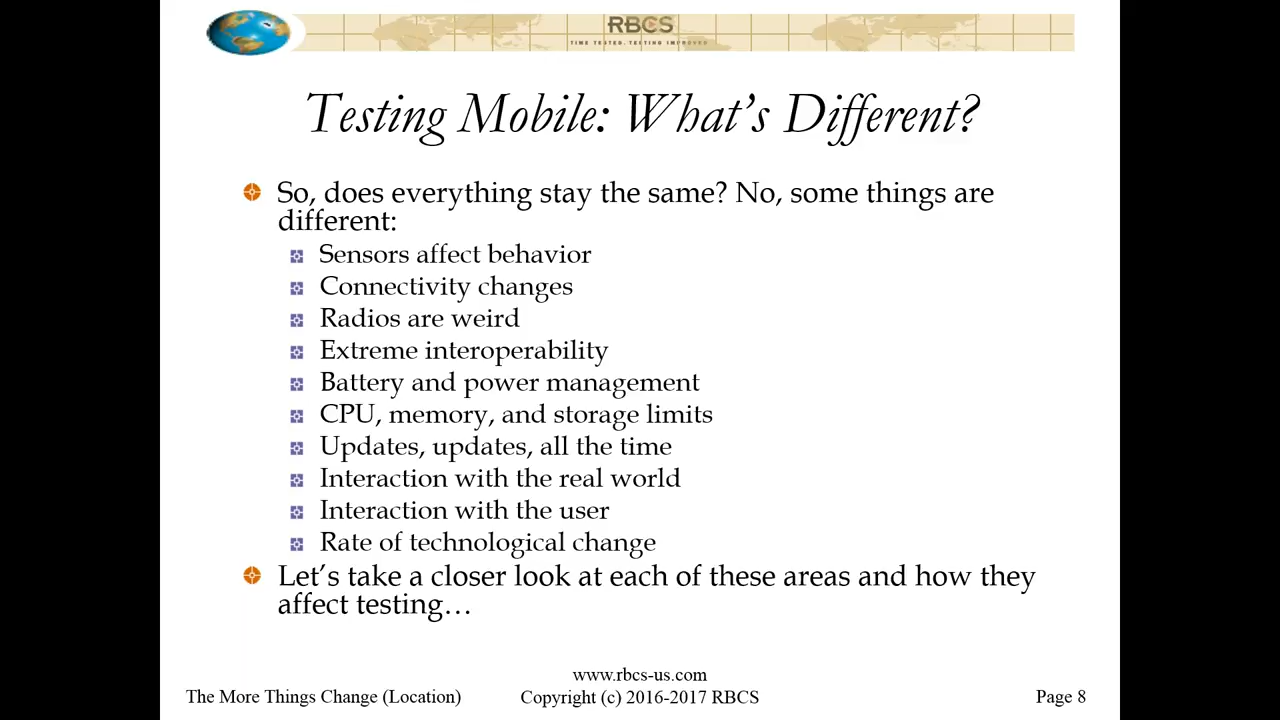 RBCS
TIME TESTED. TESTING IMPROVED
Testing Mobile: What's Different?
So, does everything stay the same? No, some things are
different:
Sensors affect behavior
Connectivity changes
Radios are weird
Extreme interoperability
Battery and power management
CPU, memory, and storage limits
Updates, updates, all the time
Interaction with the real world
Interaction with the user
Rate of technological change
Let's take a closer look at each of these areas and how they
affect testing…
www.rbcs-us.com
The More Things Change (Location) Copyright (c) 2016-2017 RBCS Page 8